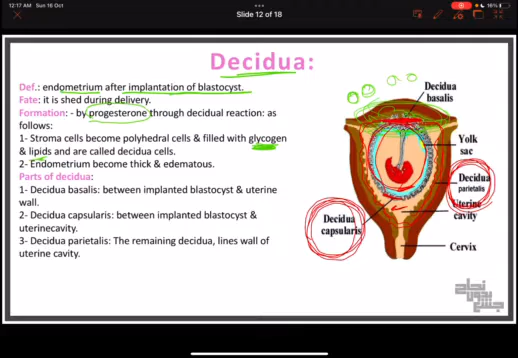 12:17 AM Sun 16 Oct
16%
Slide 12 of 18
Decidua:
Def.: endometrium after implantation of blastocyst.
Fate: it is shed during delivery.
Formation: - by progesterone through decidual reaction: as
follows:
1- Stroma cells become polyhedral cells & filled with glycogen
& lipids and are called decidua cells.
2- Endometrium become thick & edematous.
Parts of decidua:
1- Decidua basalis: between implanted blastocyst & uterine
wall.
2- Decidua capsularis: between implanted blastocyst &
uterinecavity.
3- Decidua parietalis: The remaining decidua, lines wall of
uterine cavity.
Decidua
basalis
Yolk
sac
Decidua
parietalis
Uterine
cavity
Decidua
capsularis
Cervix